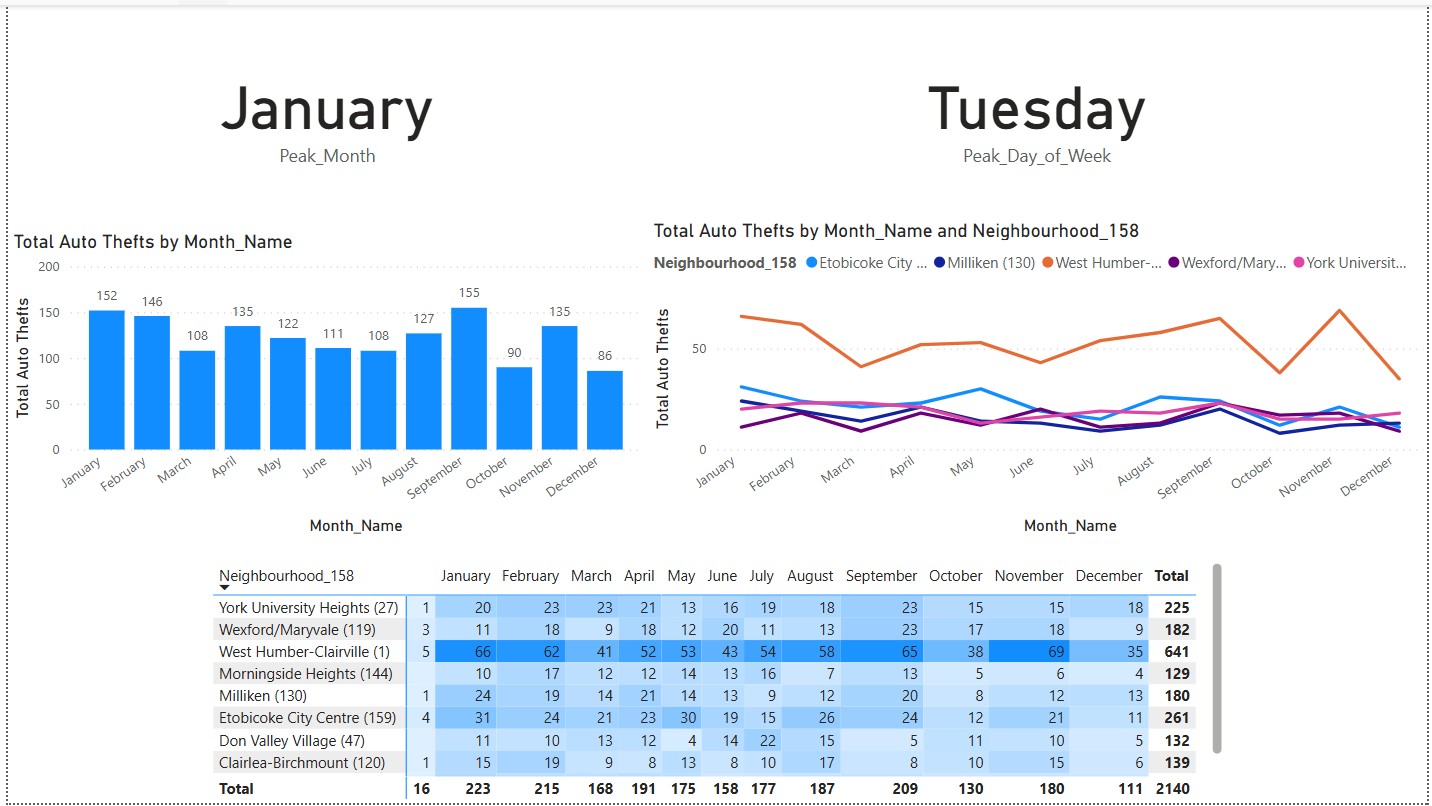 January
Peak_Month
Tuesday
Peak_Day_of_Week
Total Auto Thefts by Month_Name
Total Auto Thefts
200
150
100
50
0
152 146 108 135 122 111 108 127 155 90 135 86
January February March April May June July August September October November December
Month_Name
Total Auto Thefts by Month_Name and Neighbourhood_158
Neighbourhood_158 Etobicoke City ... Milliken (130) West Humber-... Wexford/Mary... York Universit...
Total Auto Thefts
50
0
January February March April May June July August September October November December
Month_Name
Neighbourhood_158 January February March April May June July August September October November December Total
York University Heights (27) 1 20 23 23 21 13 16 19 18 23 15 15 18 225
Wexford/Maryvale (119) 3 11 18 9 18 12 20 11 13 23 17 18 9 182
West Humber-Clairville (1) 5 66 62 41 52 53 43 54 58 65 38 69 35 641
Morningside Heights (144) 10 17 12 12 14 13 16 7 13 5 6 4 129
Milliken (130) 1 24 19 14 21 14 13 9 12 20 8 12 13 180
Etobicoke City Centre (159) 4 31 24 21 23 30 19 15 26 24 12 21 11 261
Don Valley Village (47) 11 10 13 12 4 14 22 15 5 11 10 5 132
Clairlea-Birchmount (120) 1 15 19 9 8 13 8 10 17 8 10 15 6 139
Total 16 223 215 168 191 175 158 177 187 209 130 180 111 2140